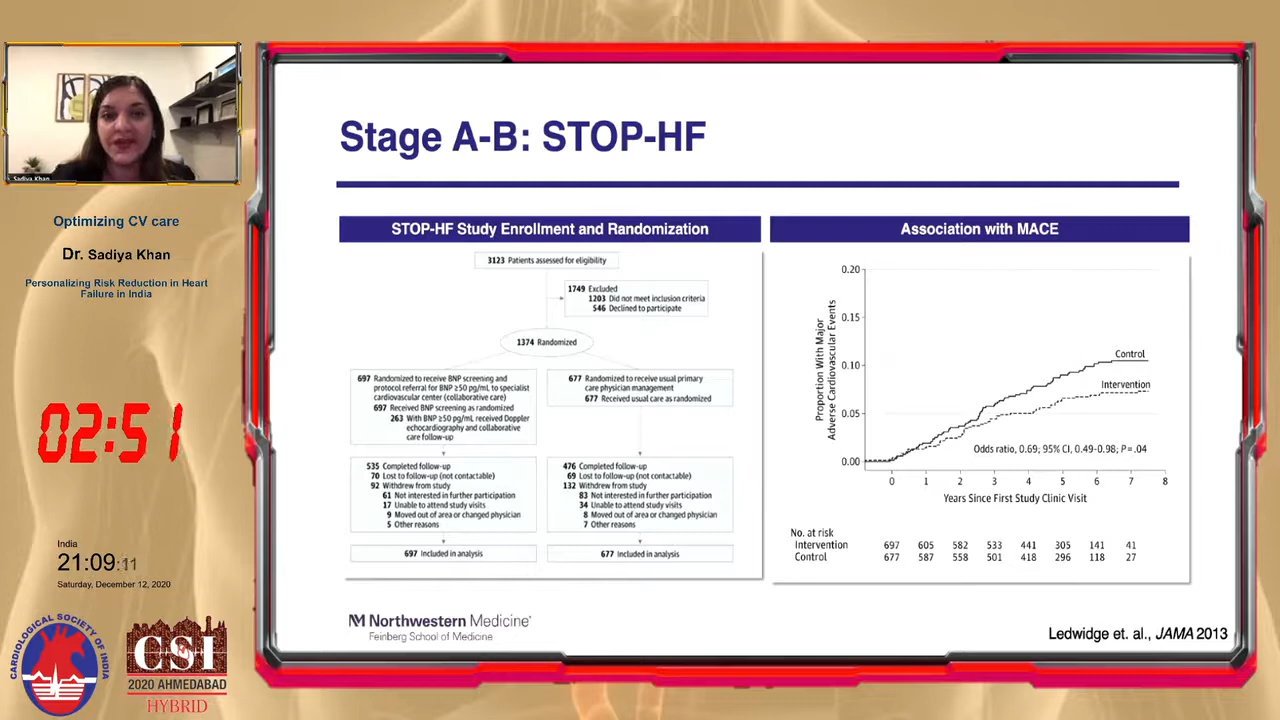 Sadiya Khan
Optimizing CV care
Dr. Sadiya Khan
Personalizing Risk Reduction in Heart
Failure in India
02:51
India
21:09:11
Saturday, December 12, 2020
CARDIOLOGICAL SOCIETY OF INDIA
CSI
2020 AHMEDABAD
HYBRID
Stage A-B: STOP-HF
STOP-HF Study Enrollment and Randomization
3123 Patients assessed for eligibility
1749 Excluded
1203 Did not meet inclusion criteria
546 Declined to participate
1374 Randomized
697 Randomized to receive BNP screening and
protocol referral for BNP ≥50 pg/mL to specialist
cardiovascular center (collaborative care)
697 Received BNP screening as randomized
263 With BNP ≥50 pg/mL received Doppler
echocardiography and collaborative
care follow-up
677 Randomized to receive usual primary
care physician management
677 Received usual care as randomized
535 Completed follow-up
70 Lost to follow-up (not contactable)
92 Withdrew from study
61 Not interested in further participation
17 Unable to attend study visits
9 Moved out of area or changed physician
5 Other reasons
476 Completed follow-up
69 Lost to follow-up (not contactable)
132 Withdrew from study
83 Not interested in further participation
34 Unable to attend study visits
8 Moved out of area or changed physician
7 Other reasons
697 Included in analysis
677 Included in analysis
Association with MACE
Proportion With Major
Adverse Cardiovascular Events
0.20
0.15
0.10
0.05
0.00
Control
Intervention
Odds ratio, 0.69; 95% CI, 0.49-0.98; P=.04
0 1 2 3 4 5 6 7 8
Years Since First Study Clinic Visit
No. at risk
Intervention 697 605 582 533 441 305 141 41
Control 677 587 558 501 418 296 118 27
Northwestern Medicine
Feinberg School of Medicine
Ledwidge et. al., JAMA 2013